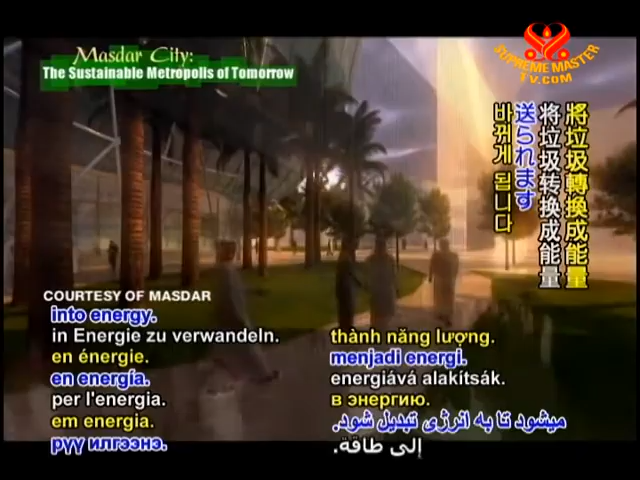 Masdar City:
The Sustainable Metropolis of Tomorrow
SUPREME MASTER
TV.COM
將垃圾轉換成能量
将垃圾转换成能量
送られます
바뀌게 됩니다
COURTESY OF MASDAR
into energy.
in Energie zu verwandeln.
en énergie.
en energía.
per l'energia.
em energia.
рүү илгээнэ.
thành năng lượng.
menjadi energi.
energiává alakítsák.
в энергию.
میشود تا به انرژی تبدیل شود.
إلى طاقة.